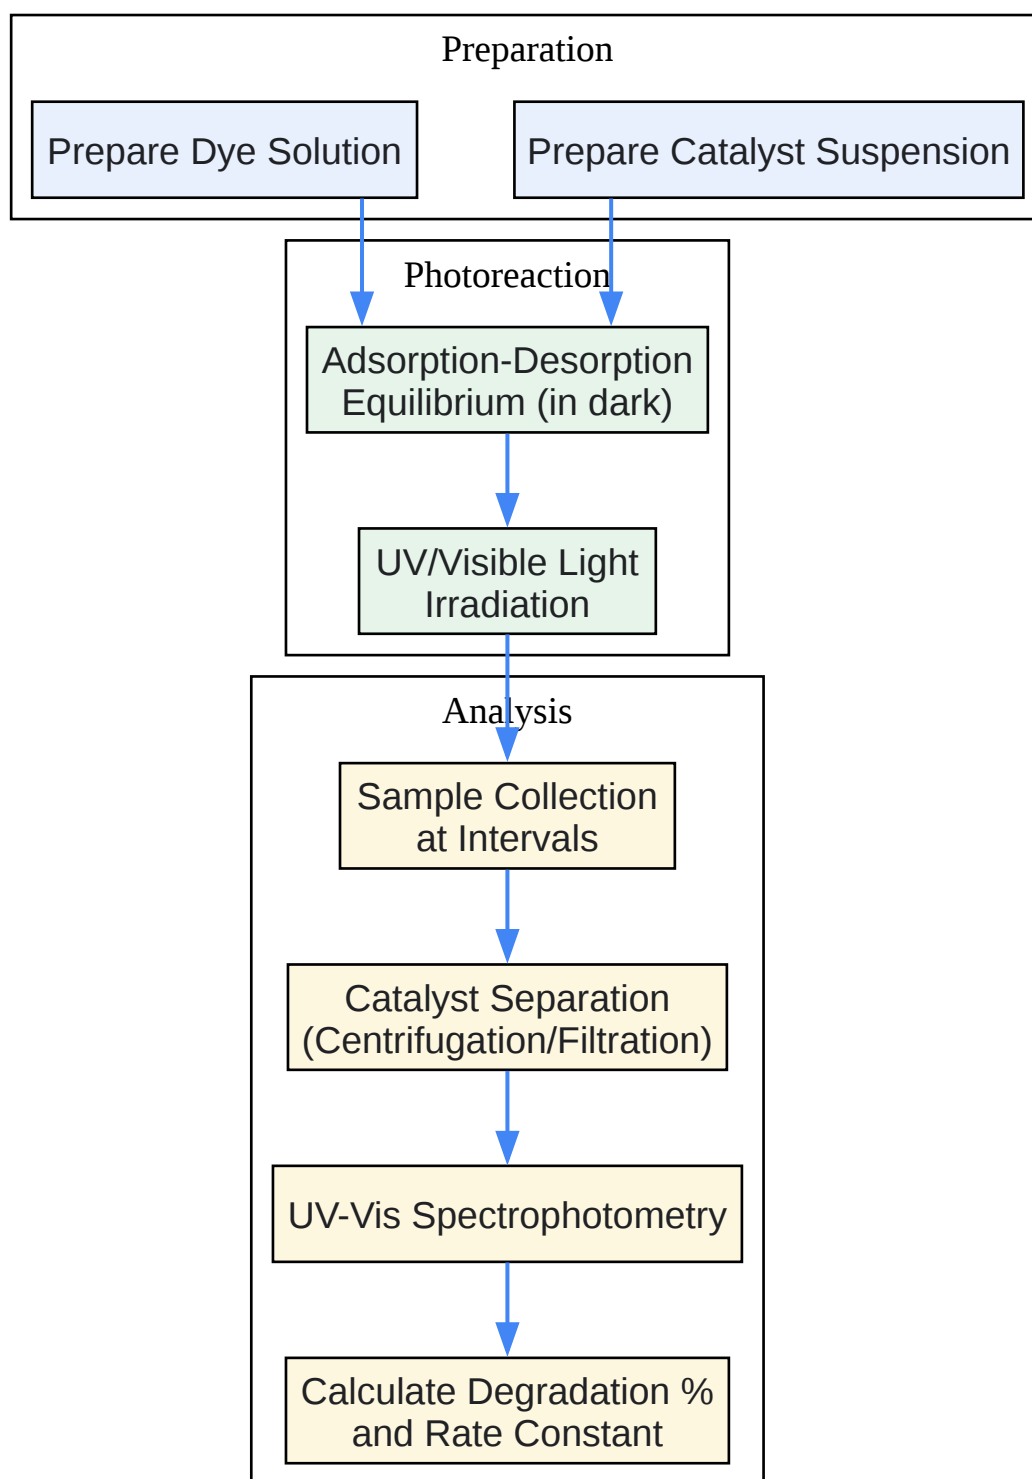 Preparation
Prepare Dye Solution
Prepare Catalyst Suspension
Photoreaction
Adsorption-Desorption
Equilibrium (in dark)
UV/Visible Light
Irradiation
Analysis
Sample Collection
at Intervals
Catalyst Separation
(Centrifugation/Filtration)
UV-Vis Spectrophotometry
Calculate Degradation %
and Rate Constant